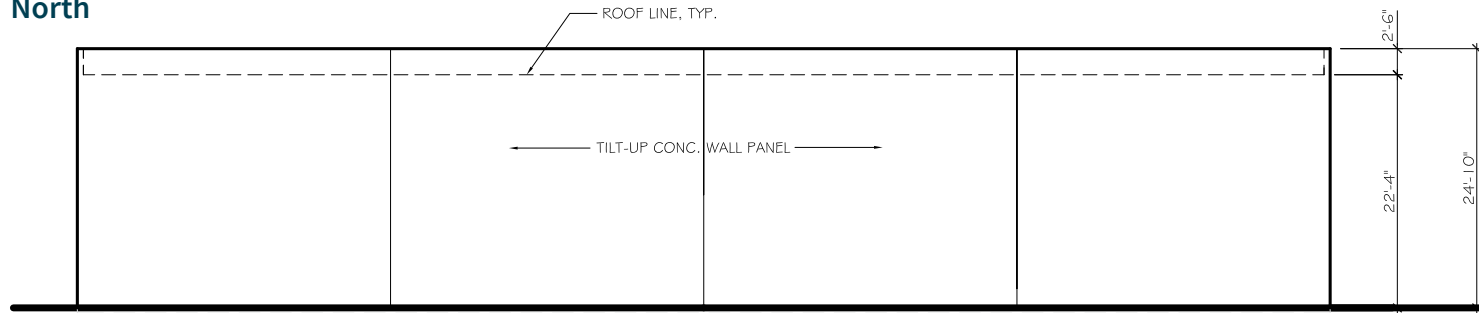 North
ROOF LINE, TYP.
2'-6"
TILT-UP CONC. WALL PANEL
22'-4"
24'-10"